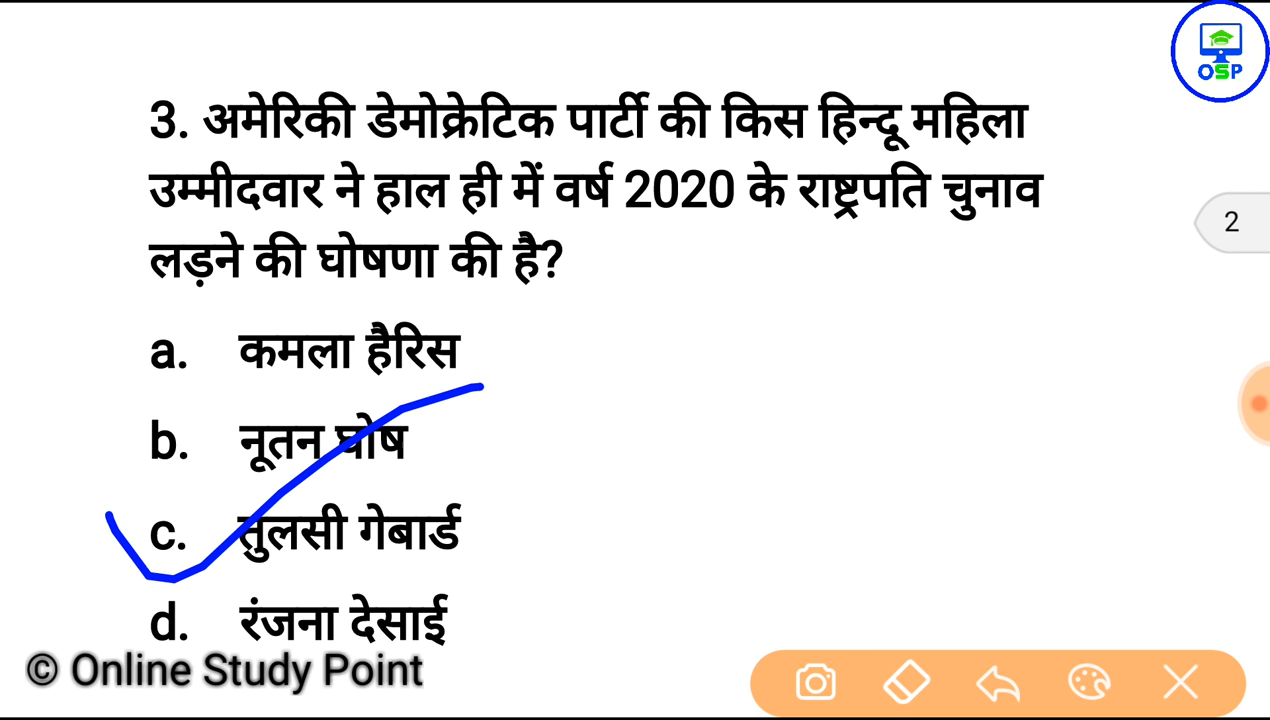 OSP
3. अमेरिकी डेमोक्रेटिक पार्टी की किस हिन्दू महिला
उम्मीदवार ने हाल ही में वर्ष 2020 के राष्ट्रपति चुनाव
लड़ने की घोषणा की है?
2
a. कमला हैरिस
b. नूतन घोष
c. तुलसी गेबार्ड
d. रंजना देसाई
© Online Study Point